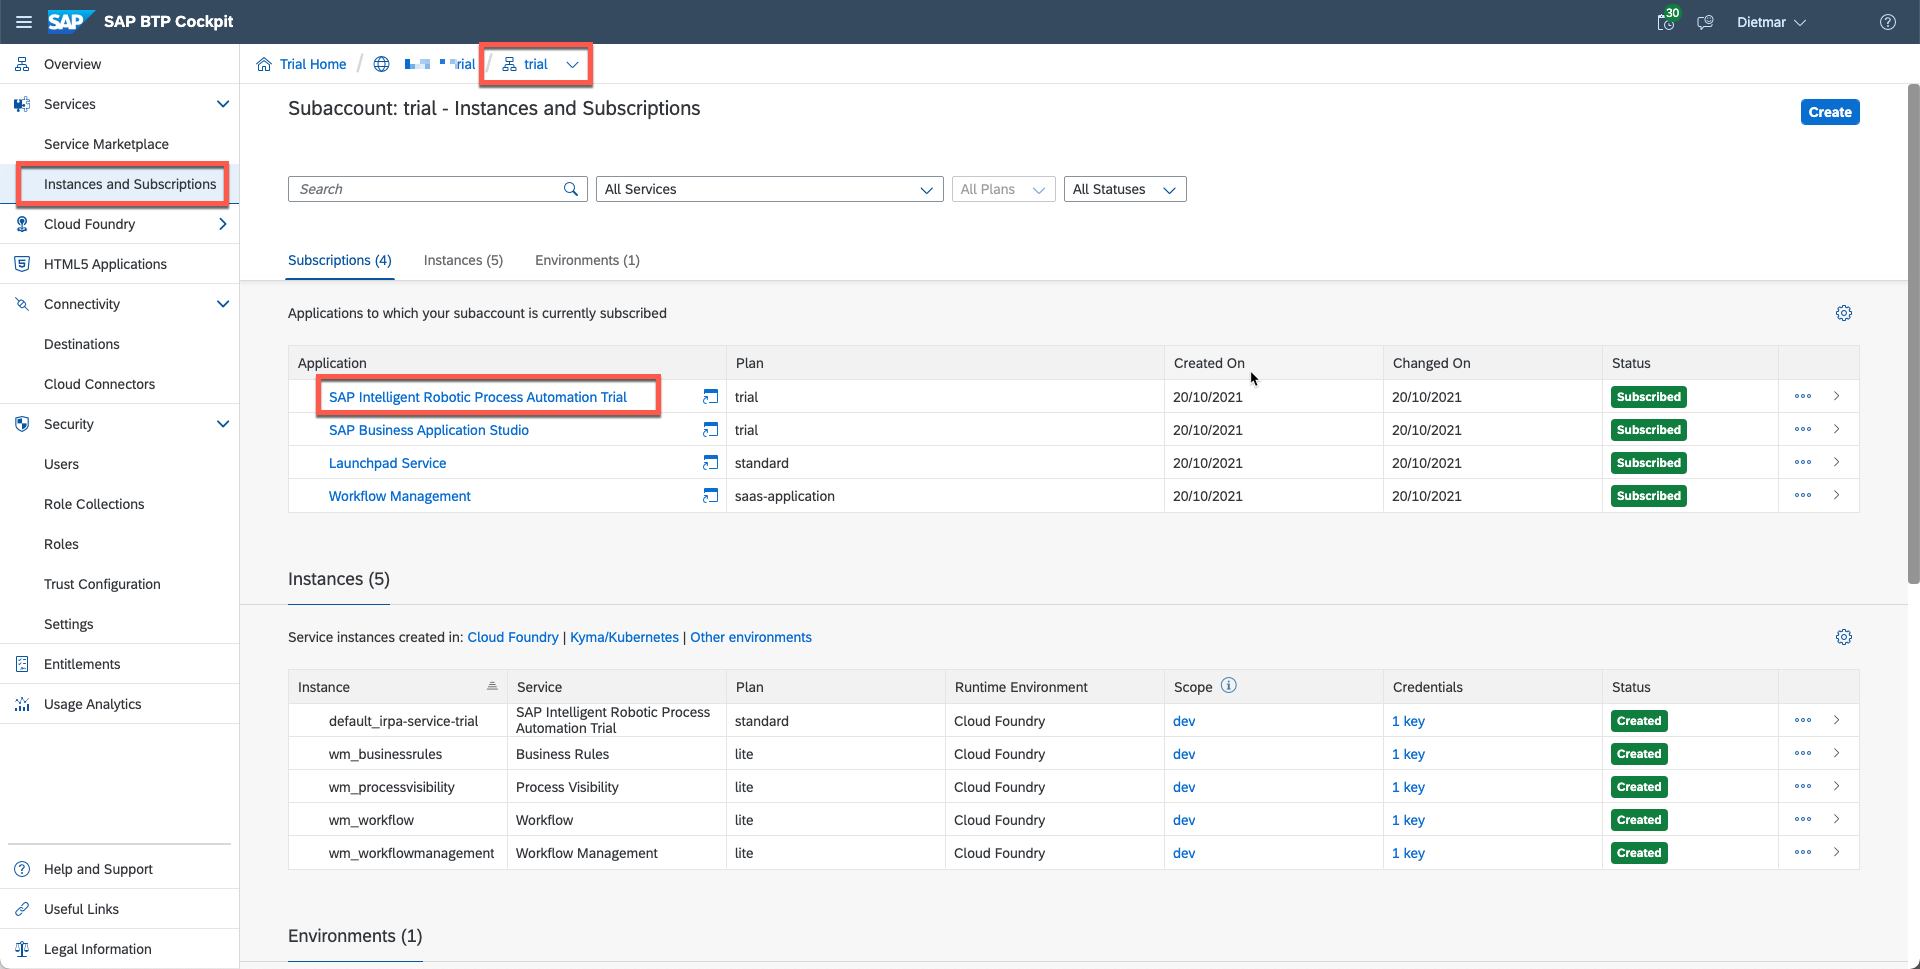 SAP SAP BTP Cockpit
30
Dietmar
Overview
Services
Service Marketplace
Instances and Subscriptions
Cloud Foundry
HTML5 Applications
Connectivity
Destinations
Cloud Connectors
Security
Users
Role Collections
Roles
Trust Configuration
Settings
Entitlements
Usage Analytics
Help and Support
Useful Links
Legal Information
Trial Home / rial / trial
Subaccount: trial - Instances and Subscriptions
Create
Search
All Services
All Plans
All Statuses
Subscriptions (4) Instances (5) Environments (1)
Applications to which your subaccount is currently subscribed
Application Plan Created On Changed On Status
SAP Intelligent Robotic Process Automation Trial trial 20/10/2021 20/10/2021 Subscribed
SAP Business Application Studio trial 20/10/2021 20/10/2021 Subscribed
Launchpad Service standard 20/10/2021 20/10/2021 Subscribed
Workflow Management saas-application 20/10/2021 20/10/2021 Subscribed
Instances (5)
Service instances created in: Cloud Foundry | Kyma/Kubernetes | Other environments
Instance Service Plan Runtime Environment Scope Credentials Status
default_irpa-service-trial SAP Intelligent Robotic Process Automation Trial standard Cloud Foundry dev 1 key Created
wm_businessrules Business Rules lite Cloud Foundry dev 1 key Created
wm_processvisibility Process Visibility lite Cloud Foundry dev 1 key Created
wm_workflow Workflow lite Cloud Foundry dev 1 key Created
wm_workflowmanagement Workflow Management lite Cloud Foundry dev 1 key Created
Environments (1)